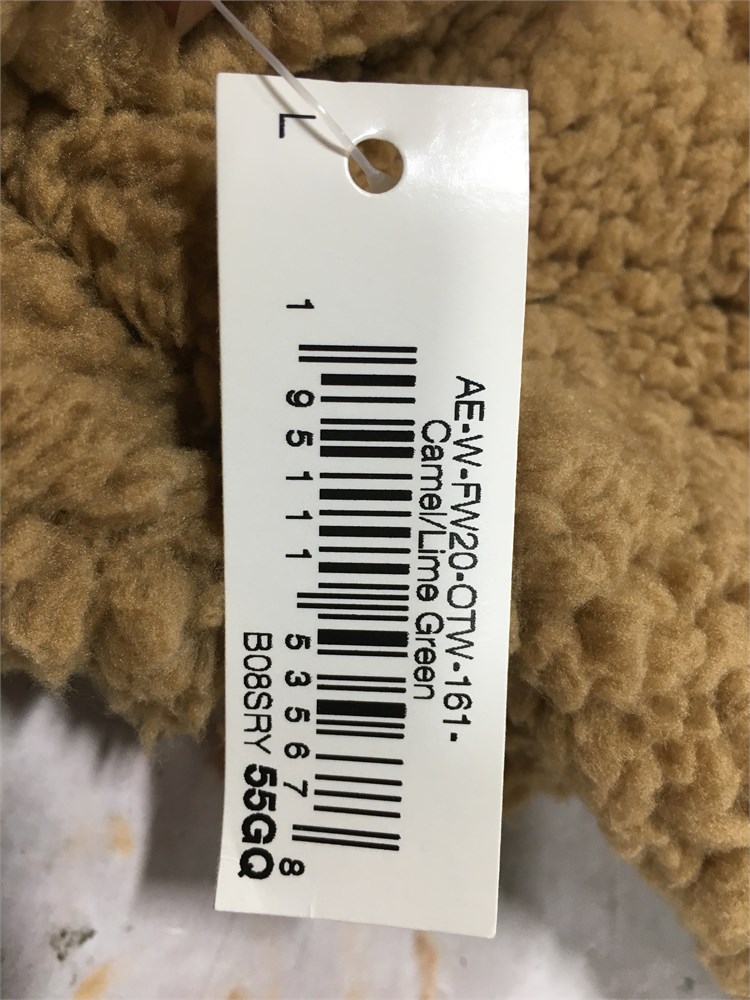 AE-W-FW20-OTW-161-
Camel/Lime Green
1 95111 53567 8
B08SRY 55GQ
L